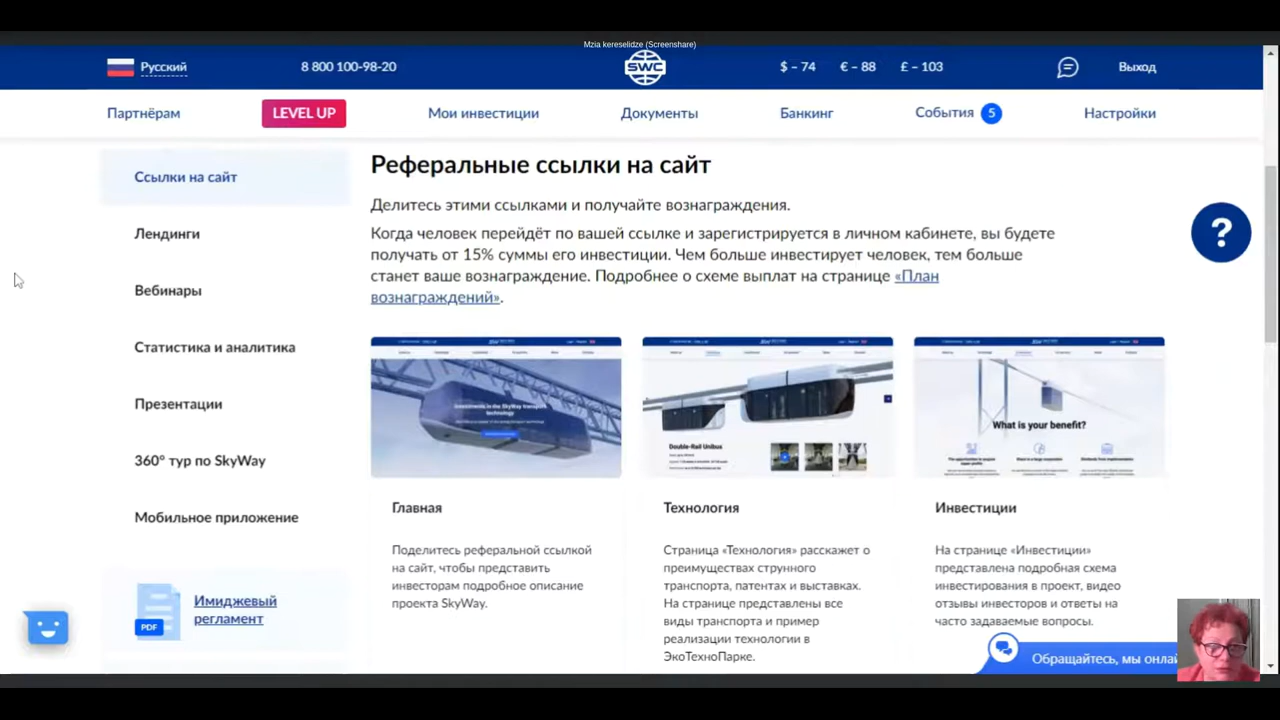 Mzia kereselidze (Screenshare)
Русский
8 800 100-98-20
SWC
$ – 74 € – 88 £ – 103
Выход
Партнёрам
LEVEL UP
Мои инвестиции
Документы
Банкинг
События 5
Настройки
Ссылки на сайт
Лендинги
Вебинары
Статистика и аналитика
Презентации
360° тур по SkyWay
Мобильное приложение
PDF
Имиджевый
регламент
Реферальные ссылки на сайт
Делитесь этими ссылками и получайте вознаграждения.
Когда человек перейдёт по вашей ссылке и зарегистрируется в личном кабинете, вы будете
получать от 15% суммы его инвестиции. Чем больше инвестирует человек, тем больше
станет ваше вознаграждение. Подробнее о схеме выплат на странице «План
вознаграждений».
?
Investments in the SkyWay transport
technology
Главная
Поделитесь реферальной ссылкой
на сайт, чтобы представить
инвесторам подробное описание
проекта SkyWay.
Double-Rail Unibus
Технология
Страница «Технология» расскажет о
преимуществах струнного
транспорта, патентах и выставках.
На странице представлены все
виды транспорта и пример
реализации технологии в
ЭкоТехноПарке.
What is your benefit?
Инвестиции
На странице «Инвестиции»
представлена подробная схема
инвестирования в проект, видео
отзывы инвесторов и ответы на
часто задаваемые вопросы.
Обращайтесь, мы онлай